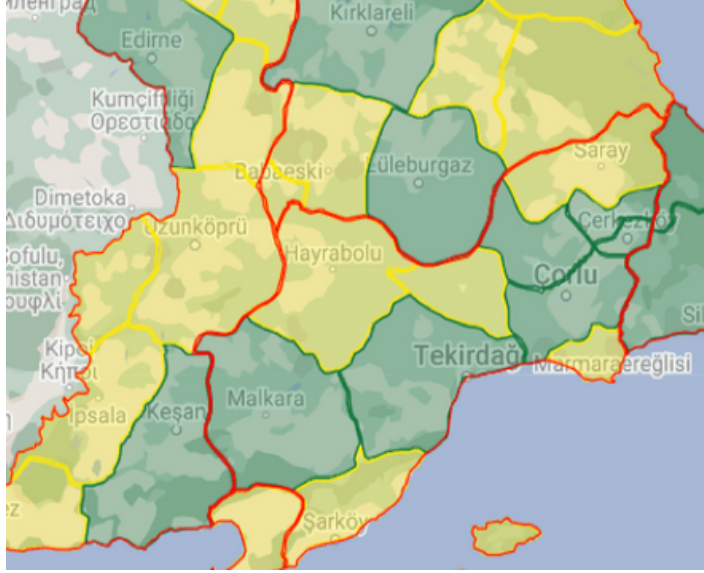 Kırklareli
Edirne
Kumçiftliği
Ορεστιάδα
Babaeski
Lüleburgaz
Saray
Dimetoka
Διδυμότειχο
Uzunköprü
Hayrabolu
Çerkezköy
Sofulu,
Çorlu
Kipoi
Κήποι
Tekirdağ
Marmaraereğlisi
İpsala
Keşan
Malkara
Şarköy